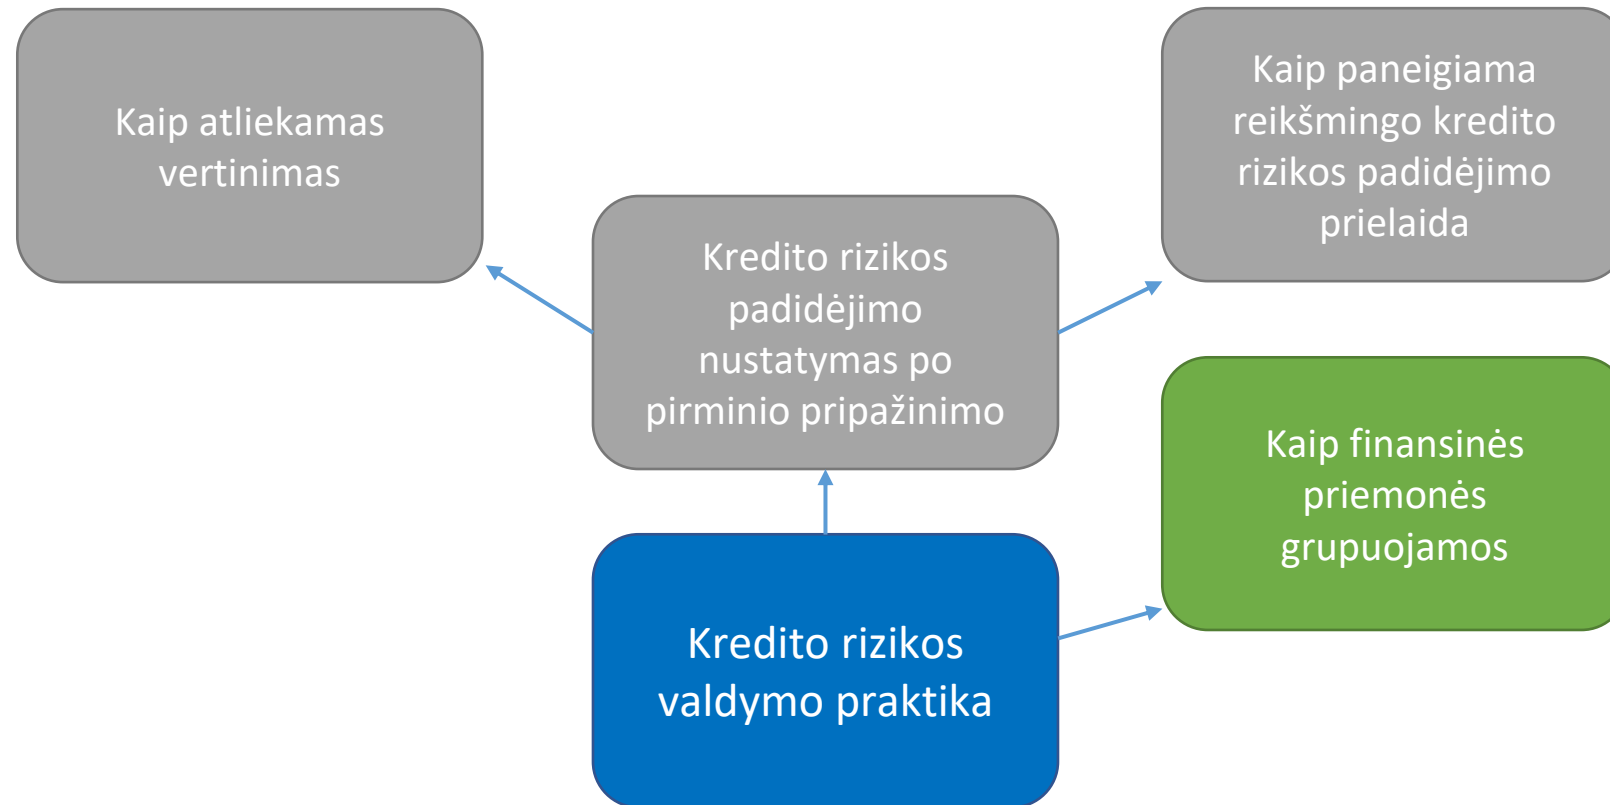 Kaip atliekamas
vertinimas
Kaip paneigiama
reikšmingo kredito
rizikos padidėjimo
prielaida
Kredito rizikos
padidėjimo
nustatymas po
pirminio pripažinimo
Kaip finansinės
priemonės
grupuojamos
Kredito rizikos
valdymo praktika